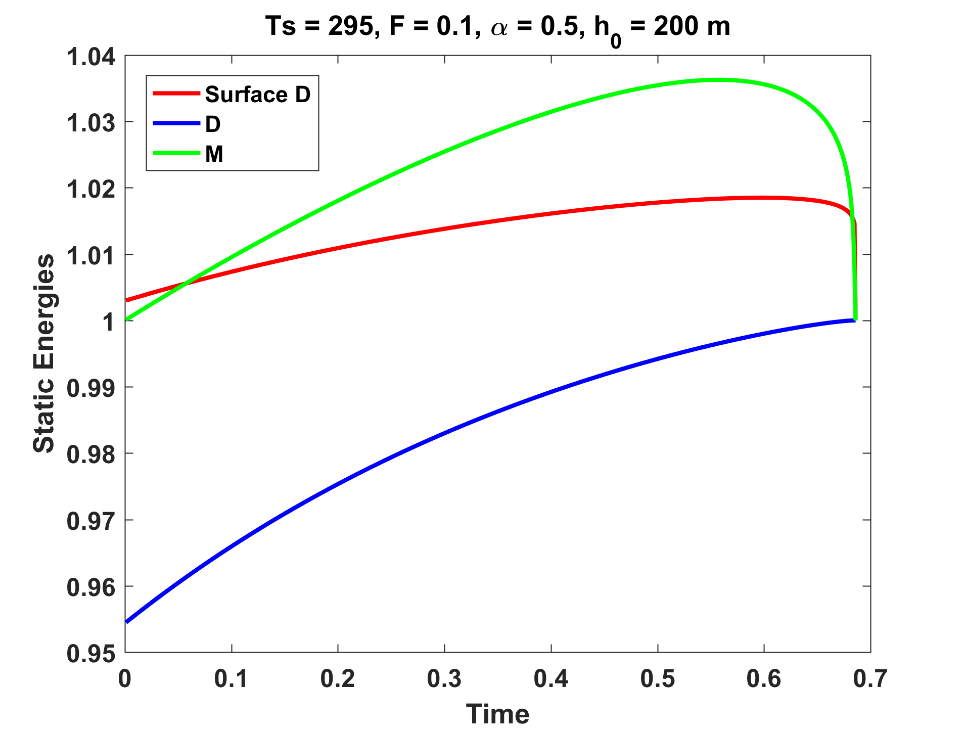 Ts = 295, F = 0.1, α = 0.5, h₀ = 200 m
1.04
1.03
1.02
1.01
1
0.99
0.98
0.97
0.96
0.95
Static Energies
Surface D
D
M
0 0.1 0.2 0.3 0.4 0.5 0.6 0.7
Time